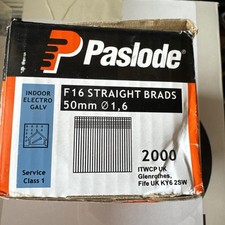 Paslode
F16 STRAIGHT BRADS
50mm Ø1,6
INDOOR
ELECTRO
GALV
2000
ITWCP UK
Glenrothes,
Fife UK KY6 2SW
Service
Class 1